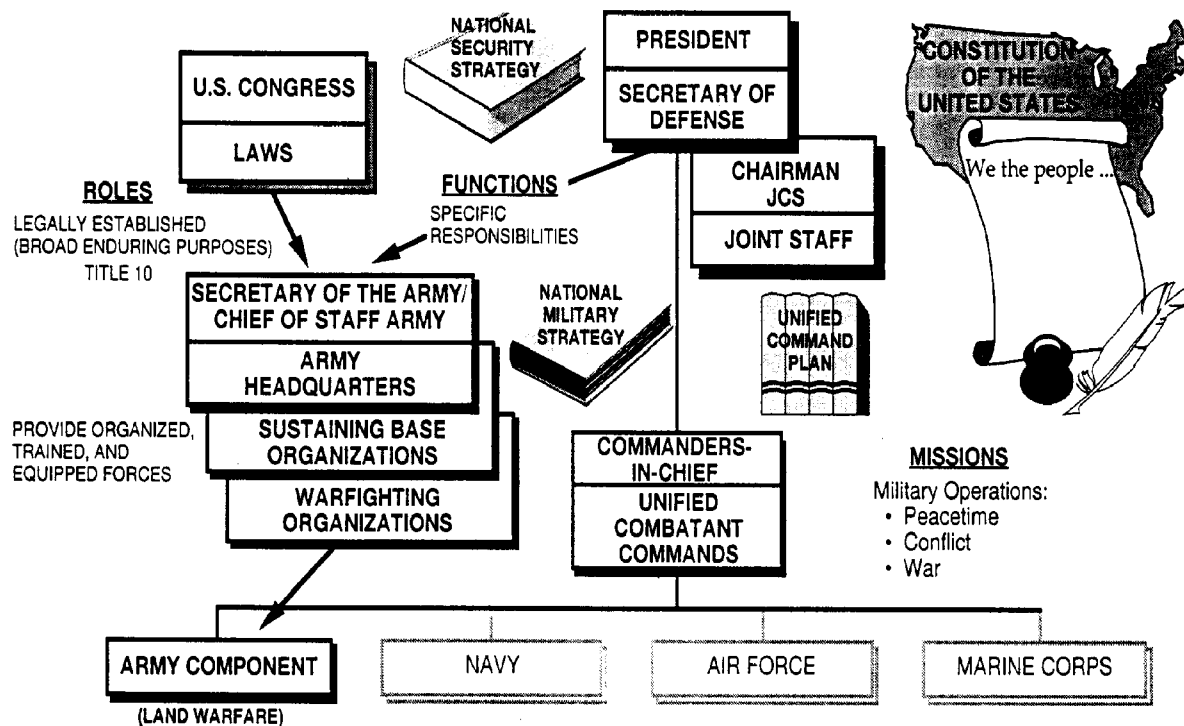 NATIONAL
SECURITY
STRATEGY
PRESIDENT
SECRETARY OF
DEFENSE
CONSTITUTION
OF THE
UNITED STATES
We the people ...
U.S. CONGRESS
LAWS
CHAIRMAN
JCS
JOINT STAFF
ROLES
LEGALLY ESTABLISHED
(BROAD ENDURING PURPOSES)
TITLE 10
FUNCTIONS
SPECIFIC
RESPONSIBILITIES
SECRETARY OF THE ARMY/
CHIEF OF STAFF ARMY
ARMY
HEADQUARTERS
NATIONAL
MILITARY
STRATEGY
UNIFIED
COMMAND
PLAN
PROVIDE ORGANIZED,
TRAINED, AND
EQUIPPED FORCES
SUSTAINING BASE
ORGANIZATIONS
WARFIGHTING
ORGANIZATIONS
COMMANDERS-
IN-CHIEF
UNIFIED
COMBATANT
COMMANDS
MISSIONS
Military Operations:
• Peacetime
• Conflict
• War
ARMY COMPONENT
(LAND WARFARE)
NAVY
AIR FORCE
MARINE CORPS